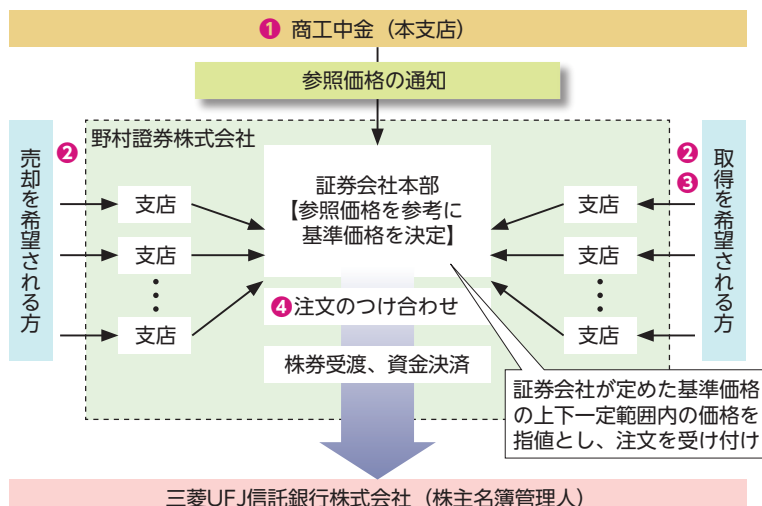 ❶ 商工中金（本支店）
参照価格の通知
野村證券株式会社
売却を希望される方
❷
支店
支店
支店
証券会社本部
【参照価格を参考に
基準価格を決定】
❹注文のつけ合わせ
株券受渡、資金決済
支店
支店
支店
❷
❸
取得を希望される方
証券会社が定めた基準価格
の上下一定範囲内の価格を
指値とし、注文を受け付け
三菱UFJ信託銀行株式会社（株主名簿管理人）